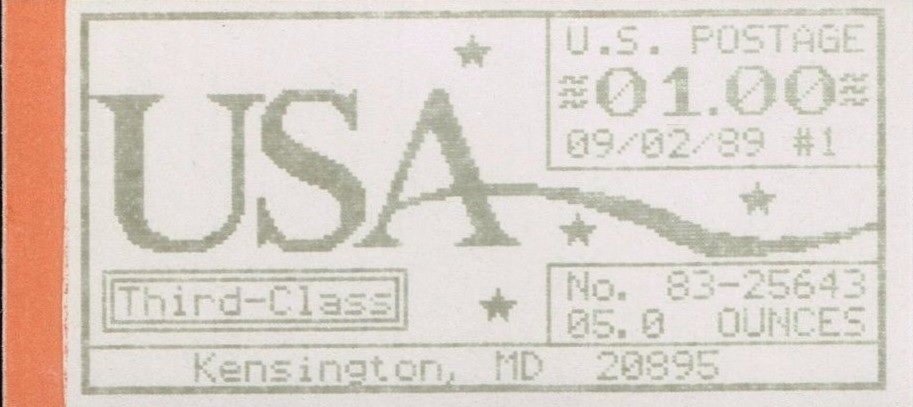 USA
U.S. POSTAGE
≈01.00≈
09/02/89 #1
Third-Class
No. 83-25643
05.0 OUNCES
Kensington, MD 20895